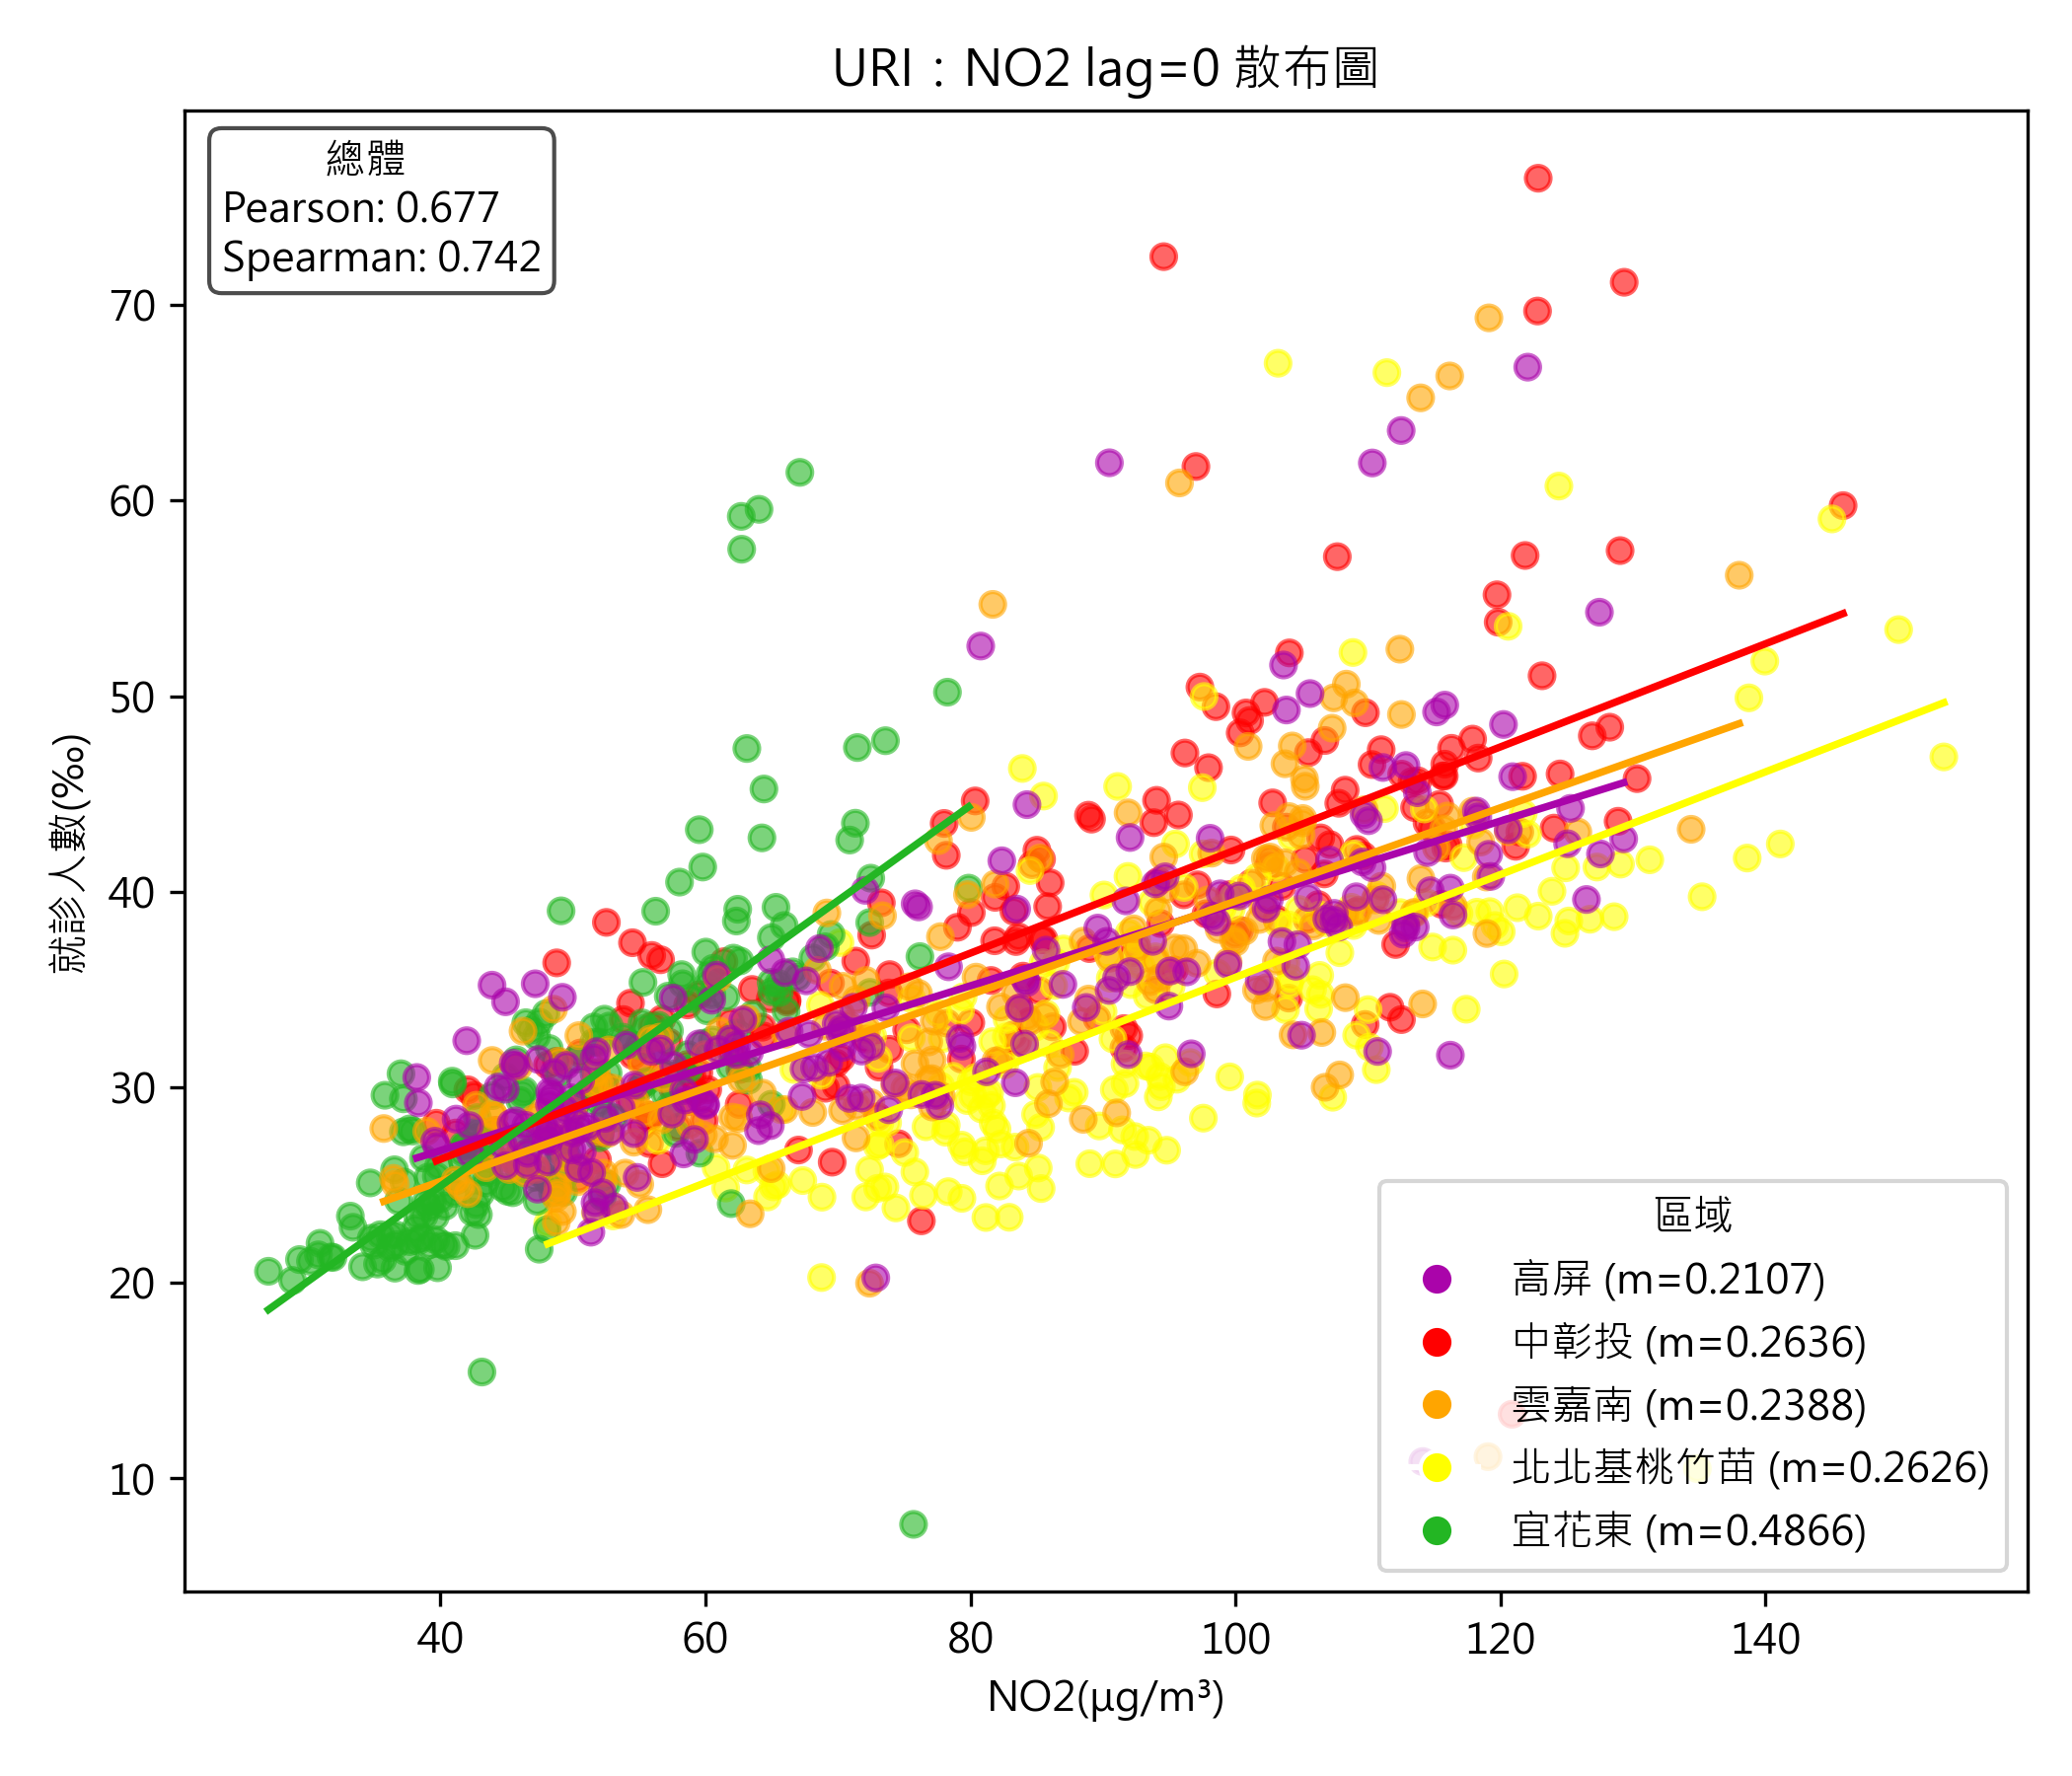 URI：NO2 lag=0 散布圖
總體
Pearson: 0.677
Spearman: 0.742
就診人數(‰)
70
60
50
40
30
20
10
區域
高屏 (m=0.2107)
中彰投 (m=0.2636)
雲嘉南 (m=0.2388)
北北基桃竹苗 (m=0.2626)
宜花東 (m=0.4866)
40 60 80 100 120 140
NO2(μg/m³)